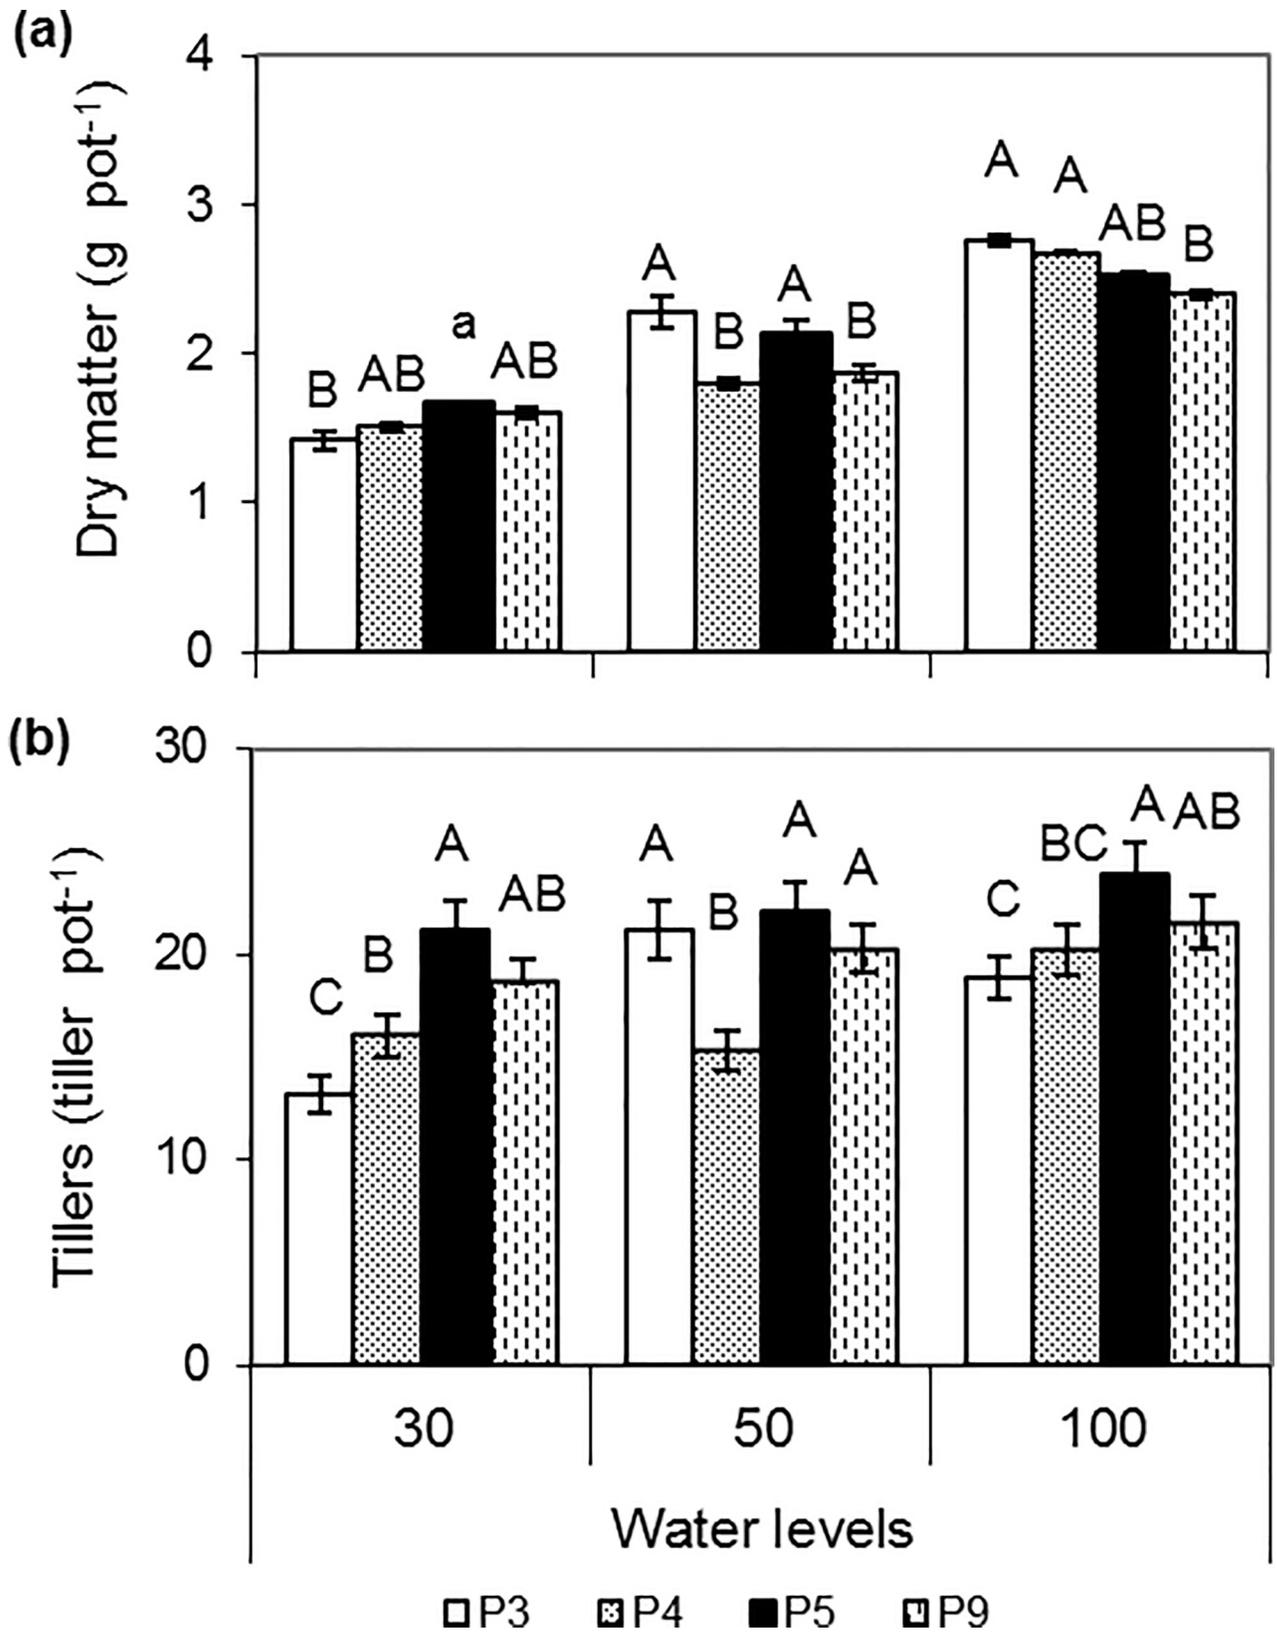 (a)
Dry matter (g pot-1)
4
3
2
1
0
B AB a AB
A B A B
A A AB B
(b)
Tillers (tiller pot-1)
30
20
10
0
C B A AB
A B A A
C BC A AB
30 50 100
Water levels
P3 P4 P5 P9